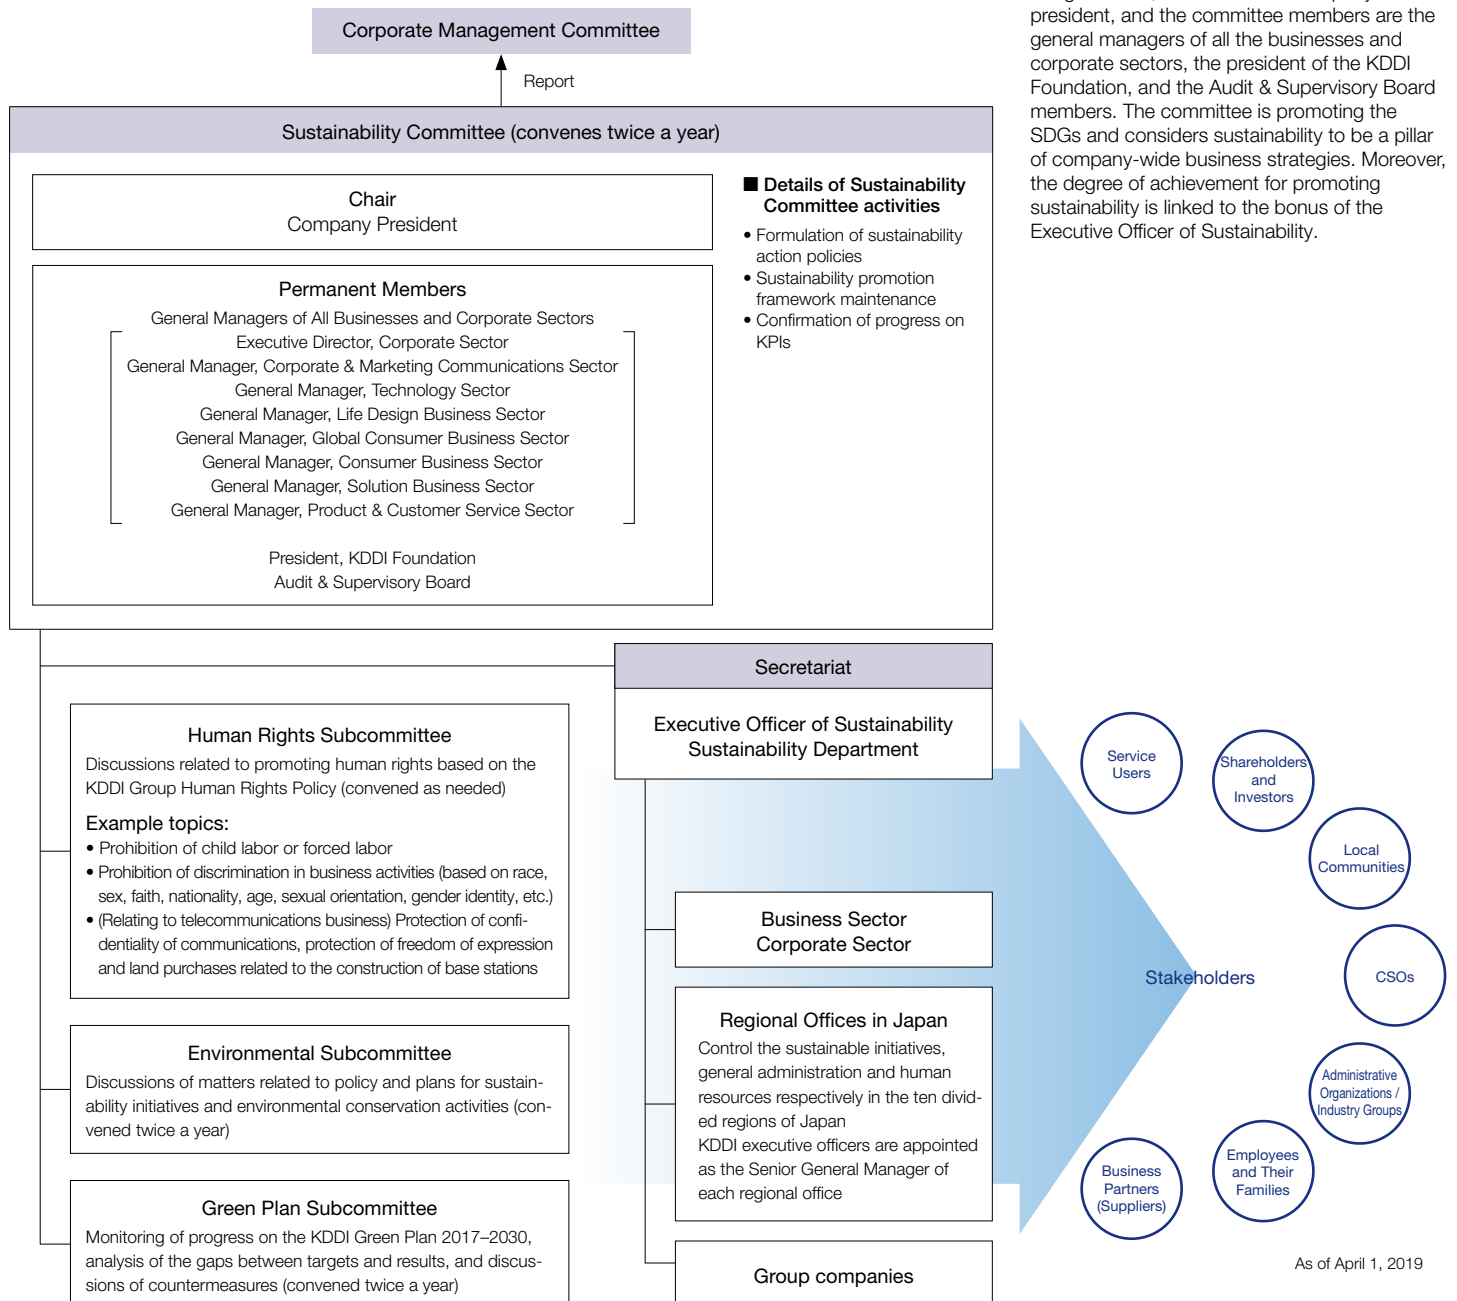 Corporate Management Committee
Report
Sustainability Committee (convenes twice a year)
Chair
Company President
Permanent Members
General Managers of All Businesses and Corporate Sectors
Executive Director, Corporate Sector
General Manager, Corporate & Marketing Communications Sector
General Manager, Technology Sector
General Manager, Life Design Business Sector
General Manager, Global Consumer Business Sector
General Manager, Consumer Business Sector
General Manager, Solution Business Sector
General Manager, Product & Customer Service Sector
President, KDDI Foundation
Audit & Supervisory Board
■ Details of Sustainability
Committee activities
• Formulation of sustainability
action policies
• Sustainability promotion
framework maintenance
• Confirmation of progress on
KPIs
president, and the committee members are the
general managers of all the businesses and
corporate sectors, the president of the KDDI
Foundation, and the Audit & Supervisory Board
members. The committee is promoting the
SDGs and considers sustainability to be a pillar
of company-wide business strategies. Moreover,
the degree of achievement for promoting
sustainability is linked to the bonus of the
Executive Officer of Sustainability.
Human Rights Subcommittee
Discussions related to promoting human rights based on the
KDDI Group Human Rights Policy (convened as needed)
Example topics:
• Prohibition of child labor or forced labor
• Prohibition of discrimination in business activities (based on race,
sex, faith, nationality, age, sexual orientation, gender identity, etc.)
• (Relating to telecommunications business) Protection of confi-
dentiality of communications, protection of freedom of expression
and land purchases related to the construction of base stations
Environmental Subcommittee
Discussions of matters related to policy and plans for sustain-
ability initiatives and environmental conservation activities (con-
vened twice a year)
Green Plan Subcommittee
Monitoring of progress on the KDDI Green Plan 2017–2030,
analysis of the gaps between targets and results, and discus-
sions of countermeasures (convened twice a year)
Secretariat
Executive Officer of Sustainability
Sustainability Department
Business Sector
Corporate Sector
Regional Offices in Japan
Control the sustainable initiatives,
general administration and human
resources respectively in the ten divid-
ed regions of Japan
KDDI executive officers are appointed
as the Senior General Manager of
each regional office
Group companies
Stakeholders
Service
Users
Shareholders
and
Investors
Local
Communities
CSOs
Administrative
Organizations /
Industry Groups
Employees
and Their
Families
Business
Partners
(Suppliers)
As of April 1, 2019